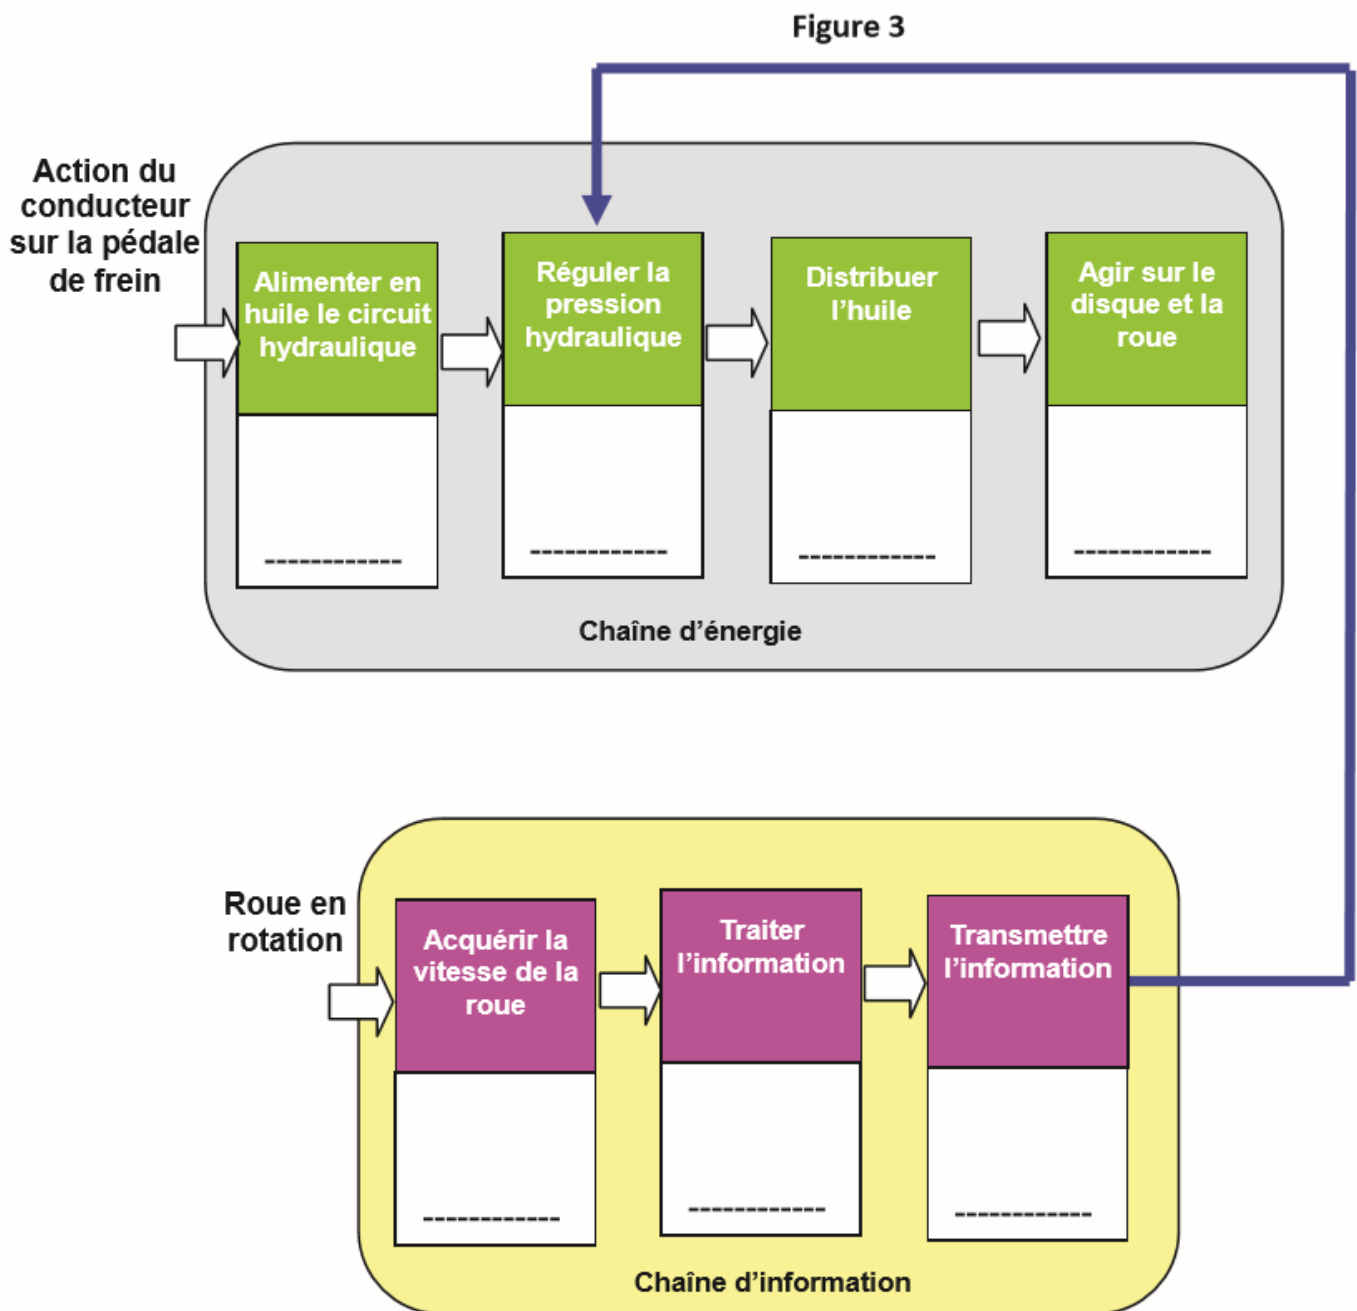 Figure 3
Action du
conducteur
sur la pédale
de frein
Alimenter en
huile le circuit
hydraulique
------------
Réguler la
pression
hydraulique
------------
Distribuer
l’huile
------------
Agir sur le
disque et la
roue
------------
Chaîne d’énergie
Roue en
rotation
Acquérir la
vitesse de la
roue
------------
Traiter
l’information
------------
Transmettre
l’information
------------
Chaîne d’information